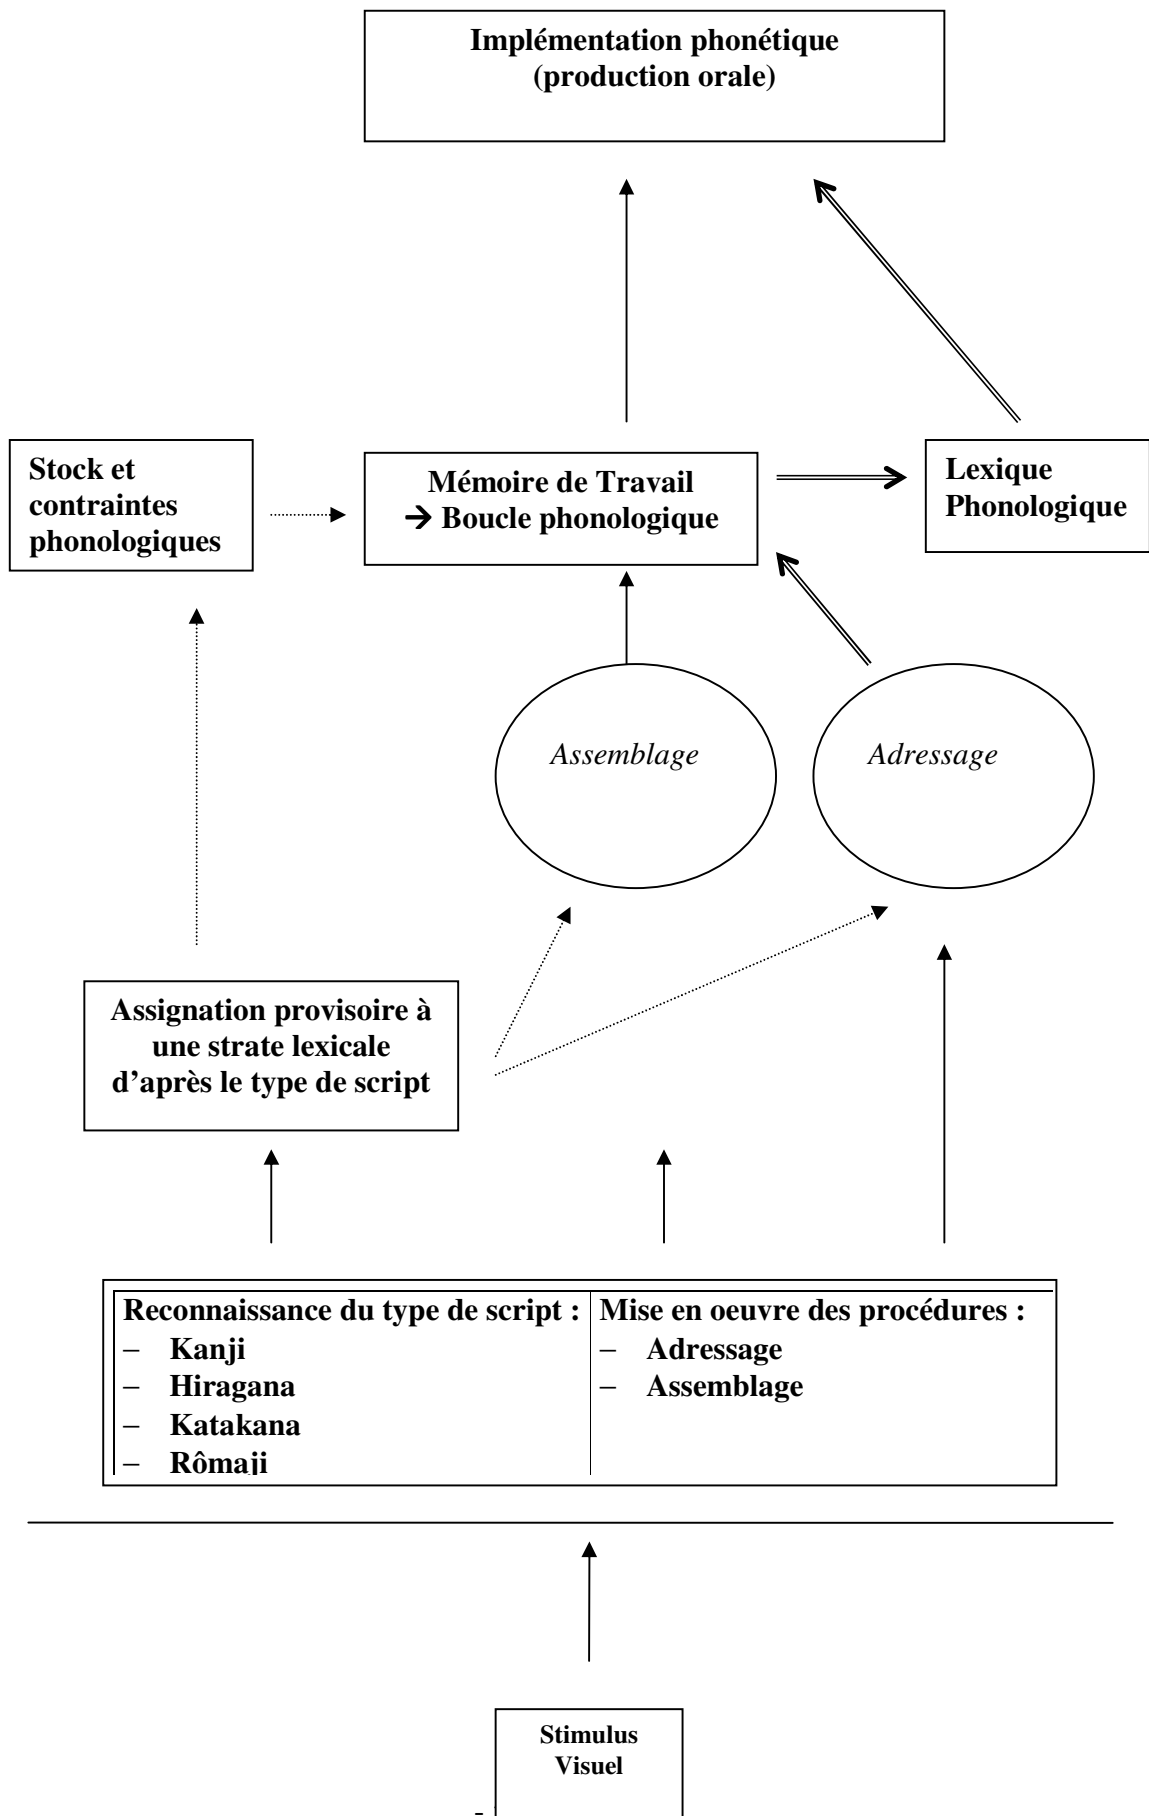 Implémentation phonétique
(production orale)
Stock et
contraintes
phonologiques
Mémoire de Travail
→ Boucle phonologique
Lexique
Phonologique
Assemblage
Adressage
Assignation provisoire à
une strate lexicale
d’après le type de script
Reconnaissance du type de script :
– Kanji
– Hiragana
– Katakana
– Rômaji
Mise en oeuvre des procédures :
– Adressage
– Assemblage
Stimulus
Visuel